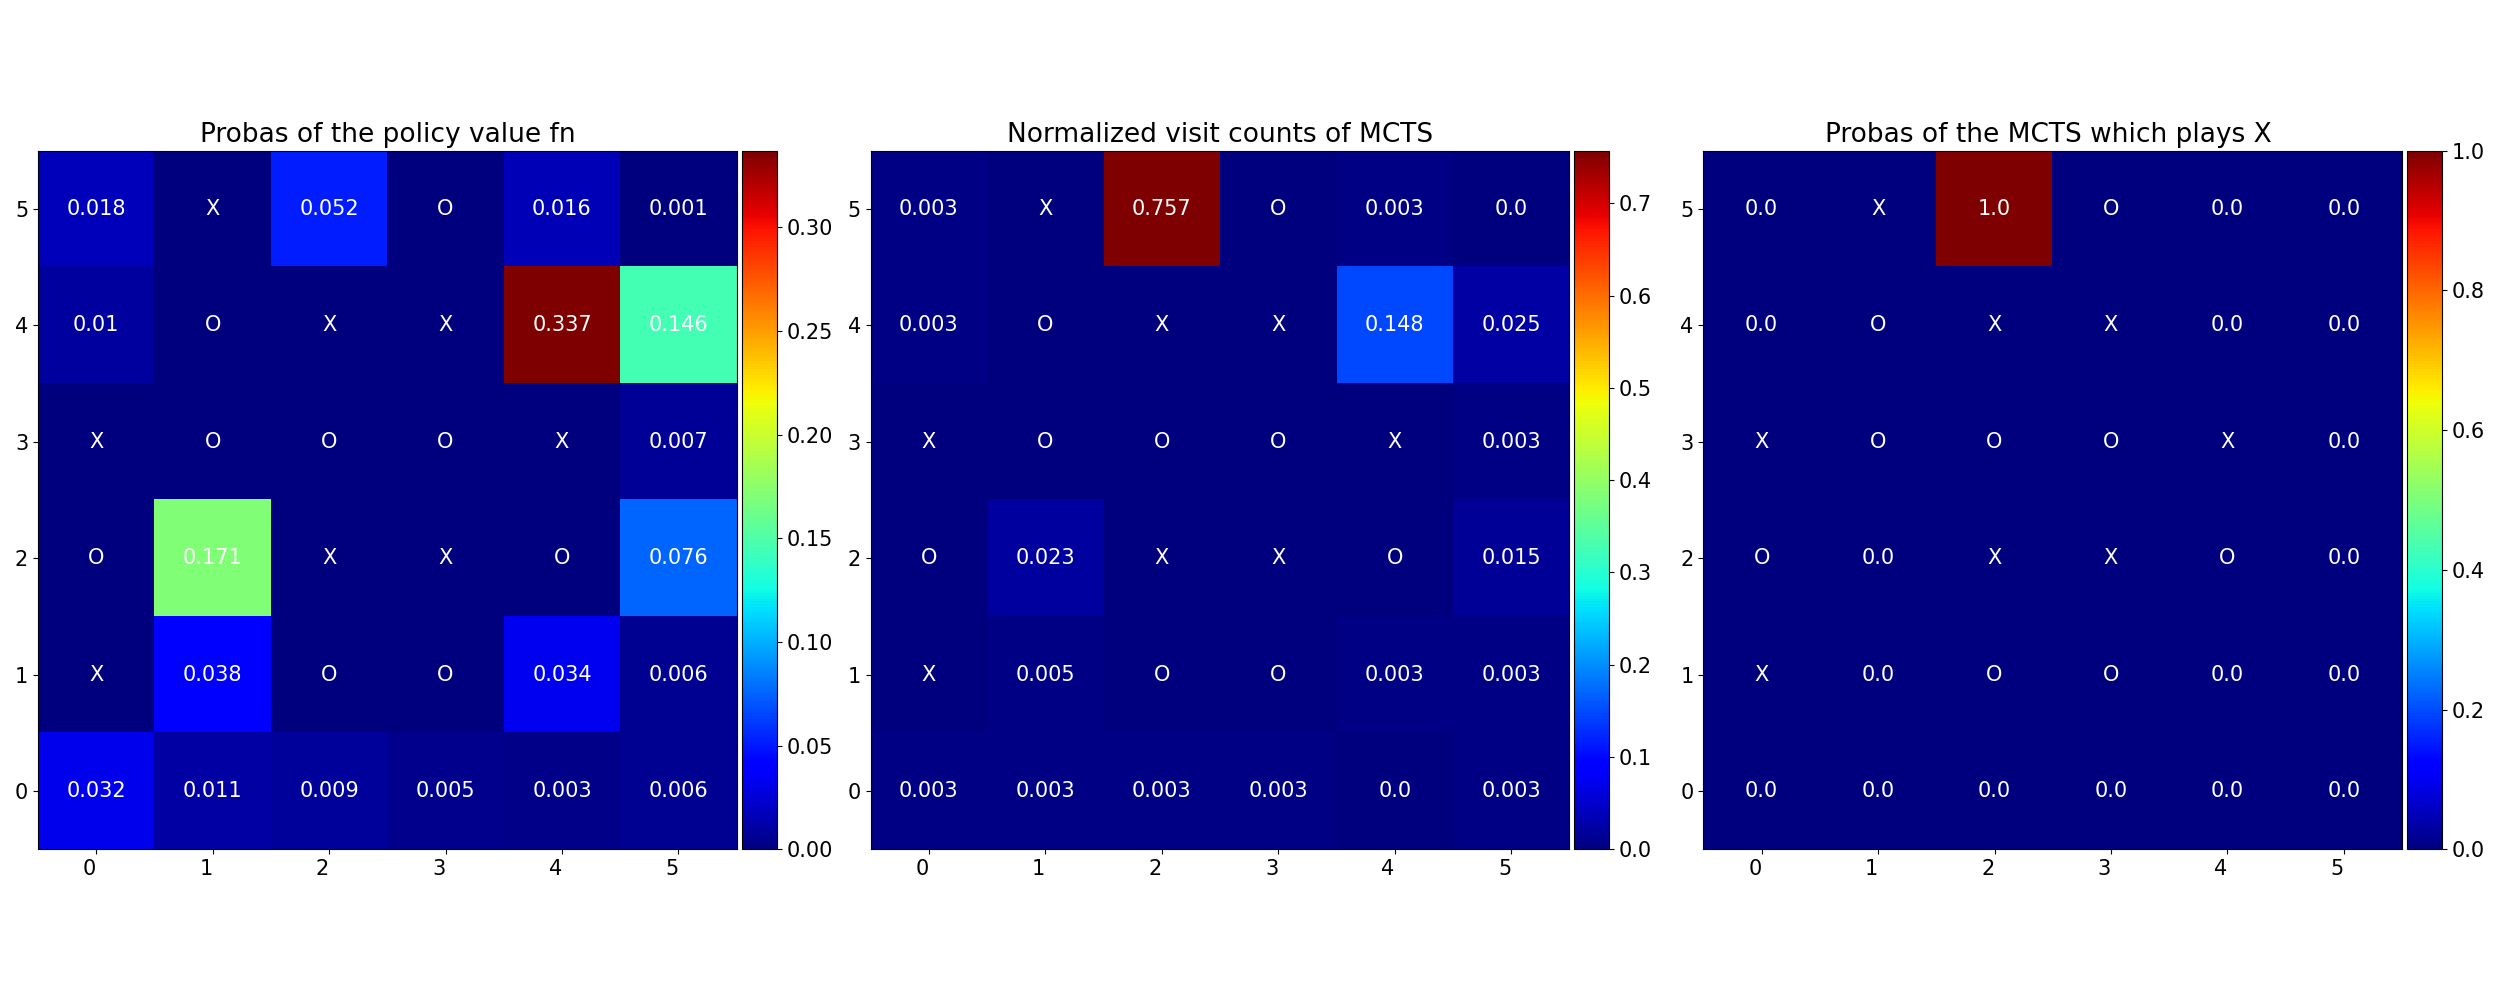 Probas of the policy value fn
5 0.018 X 0.052 O 0.016 0.001
4 0.01 O X X 0.337 0.146
3 X O O O X 0.007
2 O 0.171 X X O 0.076
1 X 0.038 O O 0.034 0.006
0 0.032 0.011 0.009 0.005 0.003 0.006
0 1 2 3 4 5
0.30
0.25
0.20
0.15
0.10
0.05
0.00
Normalized visit counts of MCTS
5 0.003 X 0.757 O 0.003 0.0
4 0.003 O X X 0.148 0.025
3 X O O O X 0.003
2 O 0.023 X X O 0.015
1 X 0.005 O O 0.003 0.003
0 0.003 0.003 0.003 0.003 0.0 0.003
0 1 2 3 4 5
0.7
0.6
0.5
0.4
0.3
0.2
0.1
0.0
Probas of the MCTS which plays X
5 0.0 X 1.0 O 0.0 0.0
4 0.0 O X X 0.0 0.0
3 X O O O X 0.0
2 O 0.0 X X O 0.0
1 X 0.0 O O 0.0 0.0
0 0.0 0.0 0.0 0.0 0.0 0.0
0 1 2 3 4 5
1.0
0.8
0.6
0.4
0.2
0.0